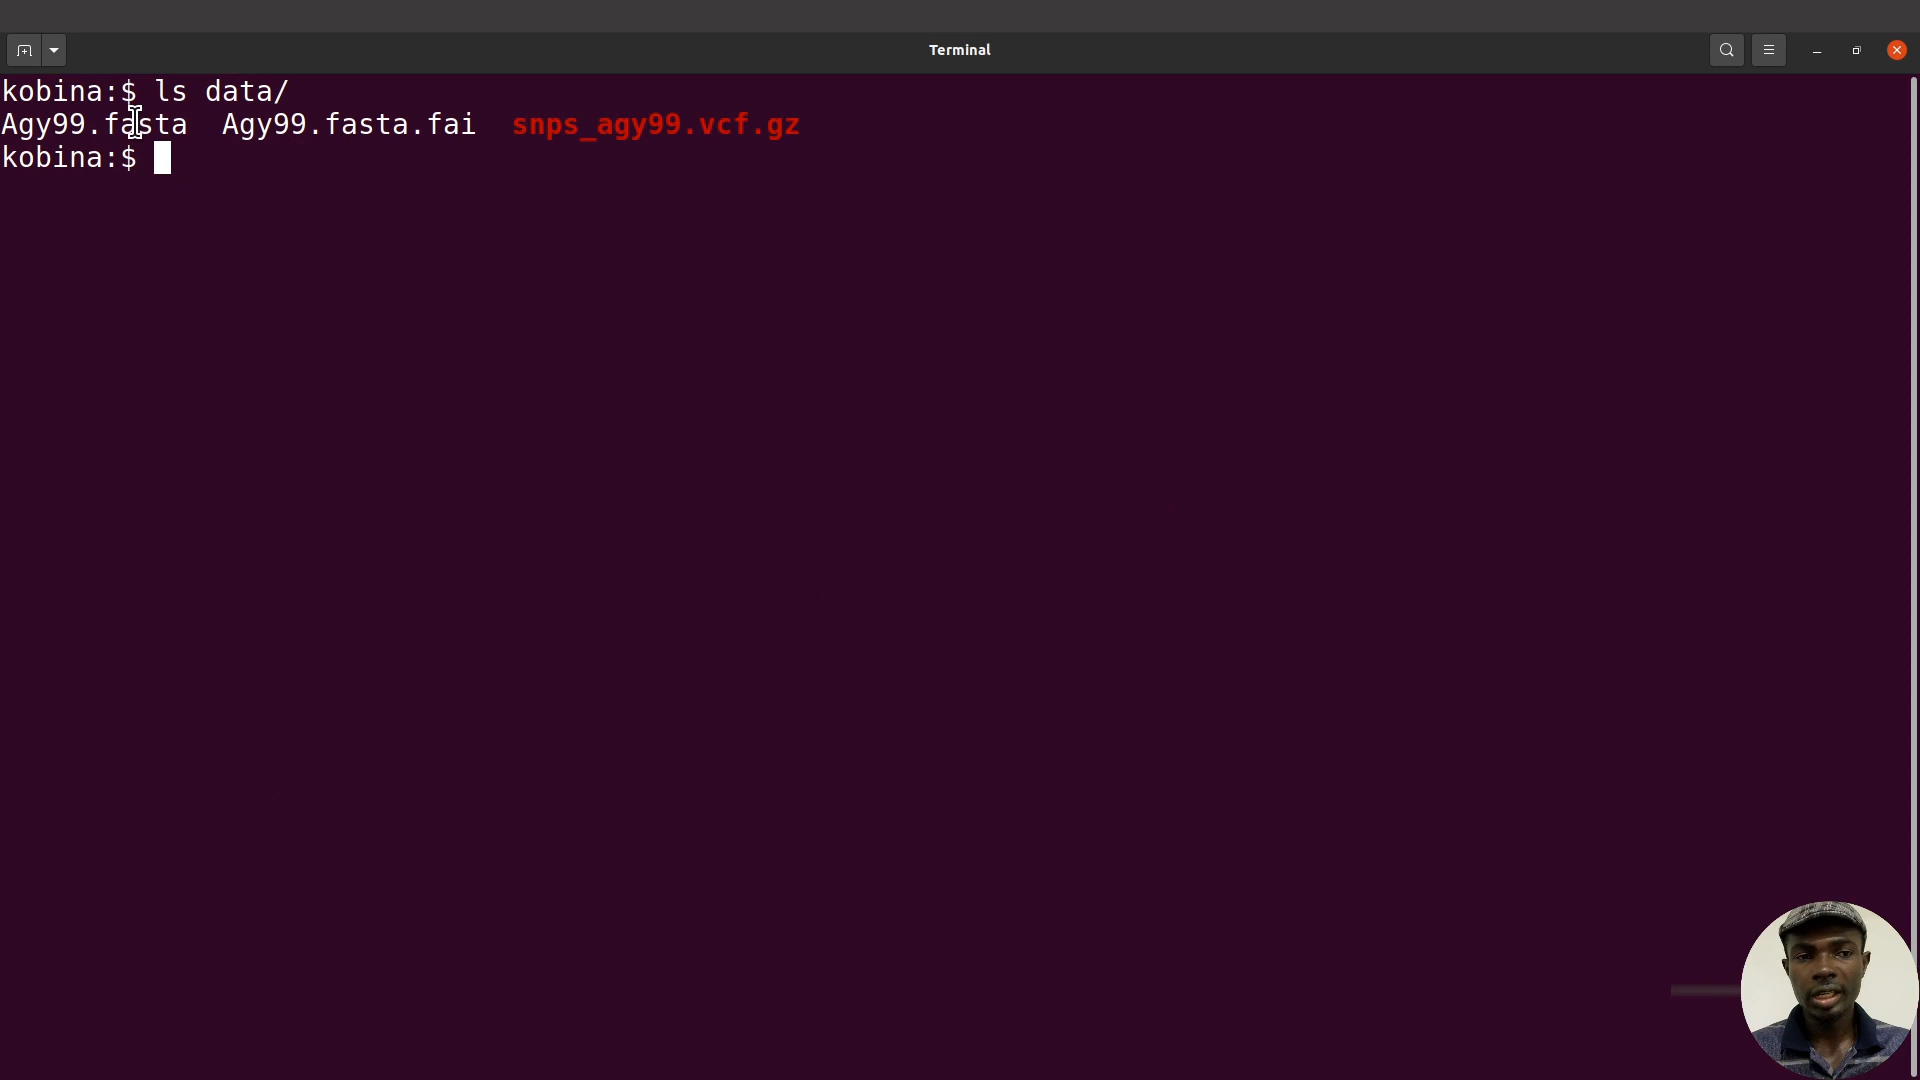 Terminal
kobina:$ ls data/
Agy99.fasta  Agy99.fasta.fai  snps_agy99.vcf.gz
kobina:$